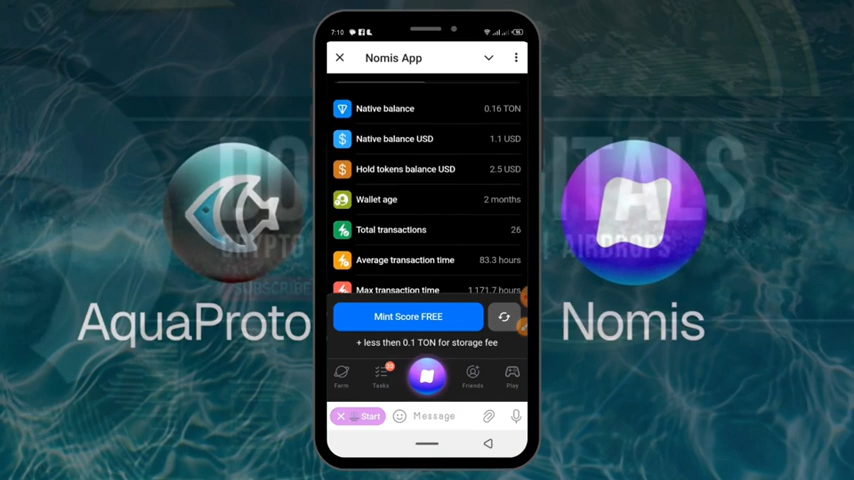 7:10
Nomis App
Native balance 0.16 TON
Native balance USD 1.1 USD
Hold tokens balance USD 2.5 USD
Wallet age 2 months
Total transactions 26
Average transaction time 83.3 hours
Max transaction time 1 171.7 hours
Mint Score FREE
+ less then 0.1 TON for storage fee
Farm Tasks Friends Play
Start Message
AquaProto
Nomis
CRYPTO AIRDROPS
SUBSCRIBE